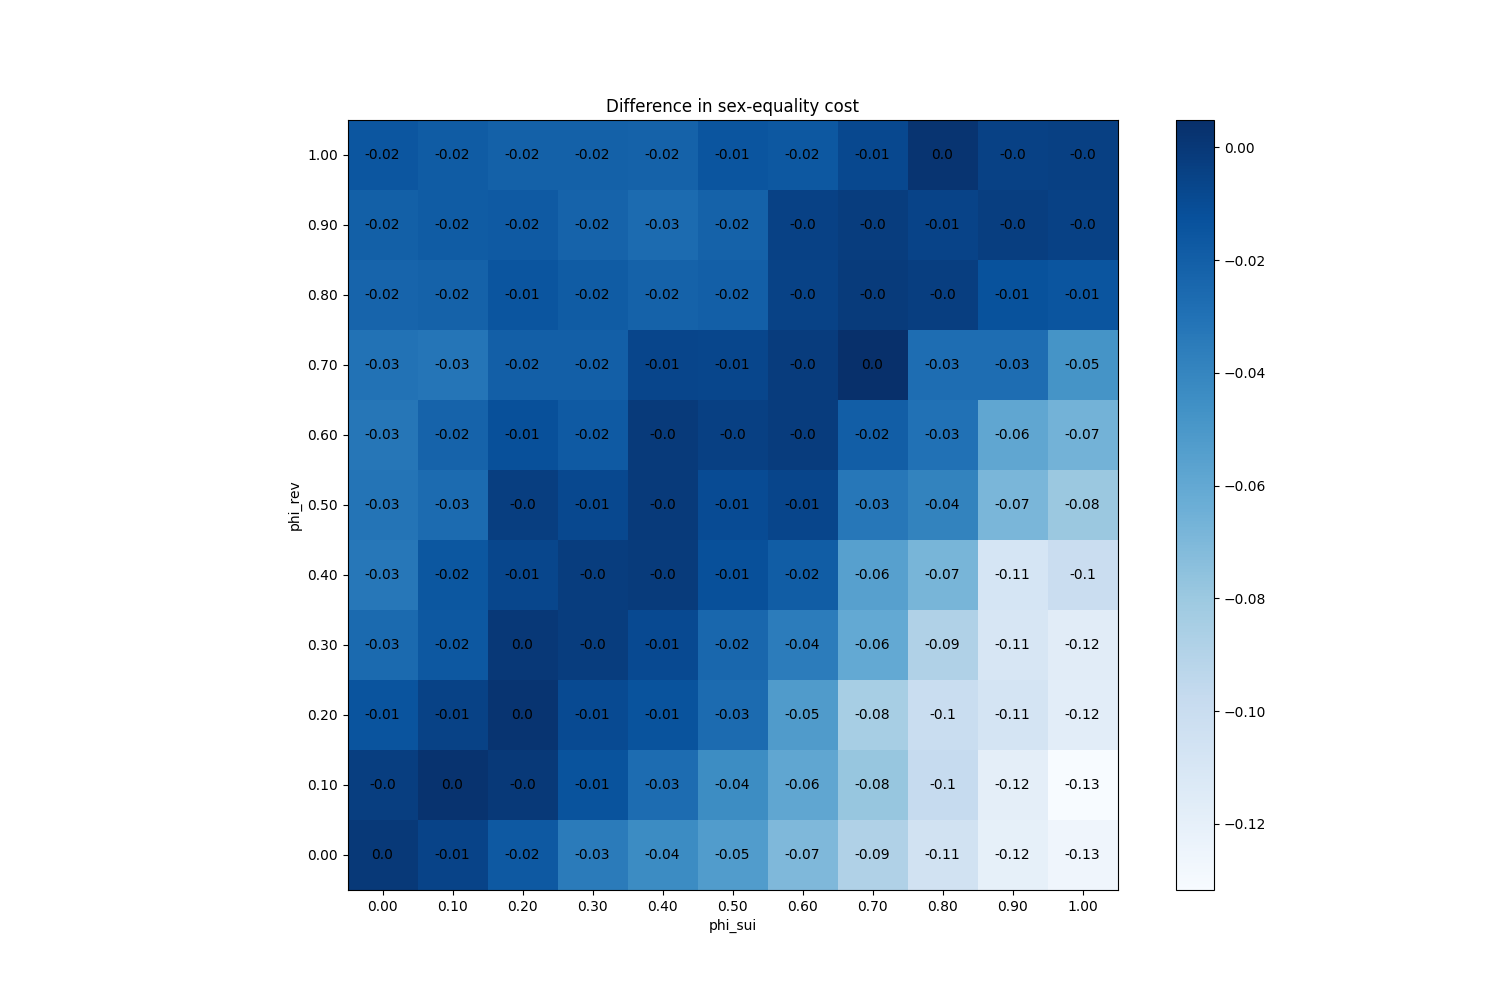 Difference in sex-equality cost
1.00 -0.02 -0.02 -0.02 -0.02 -0.02 -0.01 -0.02 -0.01 0.0 -0.0 -0.0
0.90 -0.02 -0.02 -0.02 -0.02 -0.03 -0.02 -0.0 -0.0 -0.01 -0.0 -0.0
0.80 -0.02 -0.02 -0.01 -0.02 -0.02 -0.02 -0.0 -0.0 -0.0 -0.01 -0.01
0.70 -0.03 -0.03 -0.02 -0.02 -0.01 -0.01 -0.0 0.0 -0.03 -0.03 -0.05
0.60 -0.03 -0.02 -0.01 -0.02 -0.0 -0.0 -0.0 -0.02 -0.03 -0.06 -0.07
0.50 -0.03 -0.03 -0.0 -0.01 -0.0 -0.01 -0.01 -0.03 -0.04 -0.07 -0.08
0.40 -0.03 -0.02 -0.01 -0.0 -0.0 -0.01 -0.02 -0.06 -0.07 -0.11 -0.1
0.30 -0.03 -0.02 0.0 -0.0 -0.01 -0.02 -0.04 -0.06 -0.09 -0.11 -0.12
0.20 -0.01 -0.01 0.0 -0.01 -0.01 -0.03 -0.05 -0.08 -0.1 -0.11 -0.12
0.10 -0.0 0.0 -0.0 -0.01 -0.03 -0.04 -0.06 -0.08 -0.1 -0.12 -0.13
0.00 0.0 -0.01 -0.02 -0.03 -0.04 -0.05 -0.07 -0.09 -0.11 -0.12 -0.13
0.00 0.10 0.20 0.30 0.40 0.50 0.60 0.70 0.80 0.90 1.00
phi_sui
phi_rev
0.00
−0.02
−0.04
−0.06
−0.08
−0.10
−0.12